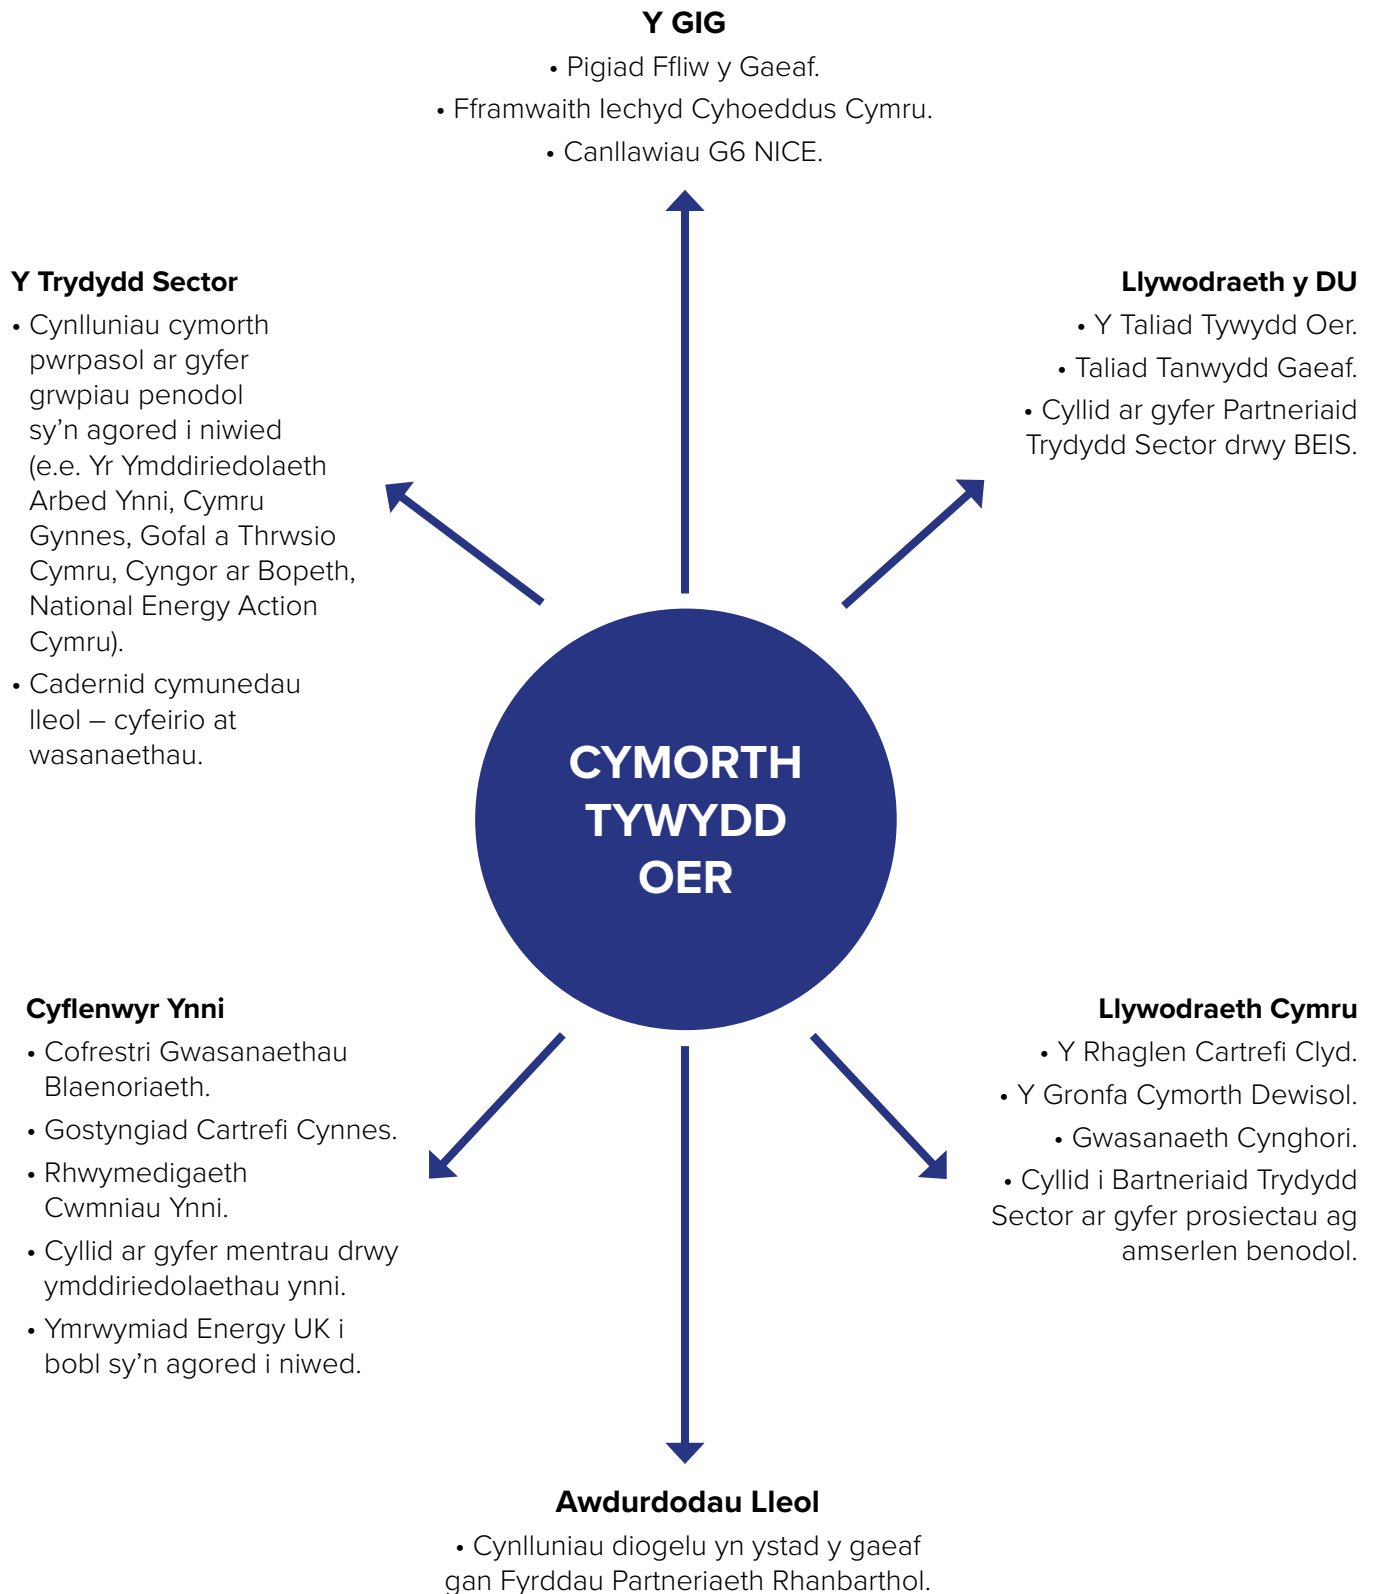 Y GIG
• Pigiad Ffliw y Gaeaf.
• Fframwaith Iechyd Cyhoeddus Cymru.
• Canllawiau G6 NICE.
Y Trydydd Sector
• Cynlluniau cymorth
pwrpasol ar gyfer
grwpiau penodol
sy’n agored i niwied
(e.e. Yr Ymddiriedolaeth
Arbed Ynni, Cymru
Gynnes, Gofal a Thrwsio
Cymru, Cyngor ar Bopeth,
National Energy Action
Cymru).
• Cadernid cymunedau
lleol – cyfeirio at
wasanaethau.
Llywodraeth y DU
• Y Taliad Tywydd Oer.
• Taliad Tanwydd Gaeaf.
• Cyllid ar gyfer Partneriaid
Trydydd Sector drwy BEIS.
CYMORTH
TYWYDD
OER
Cyflenwyr Ynni
• Cofrestri Gwasanaethau
Blaenoriaeth.
• Gostyngiad Cartrefi Cynnes.
• Rhwymedigaeth
Cwmniau Ynni.
• Cyllid ar gyfer mentrau drwy
ymddiriedolaethau ynni.
• Ymrwymiad Energy UK i
bobl sy’n agored i niwed.
Llywodraeth Cymru
• Y Rhaglen Cartrefi Clyd.
• Y Gronfa Cymorth Dewisol.
• Gwasanaeth Cynghori.
• Cyllid i Bartneriaid Trydydd
Sector ar gyfer prosiectau ag
amserlen benodol.
Awdurdodau Lleol
• Cynlluniau diogelu yn ystad y gaeaf
gan Fyrddau Partneriaeth Rhanbarthol.